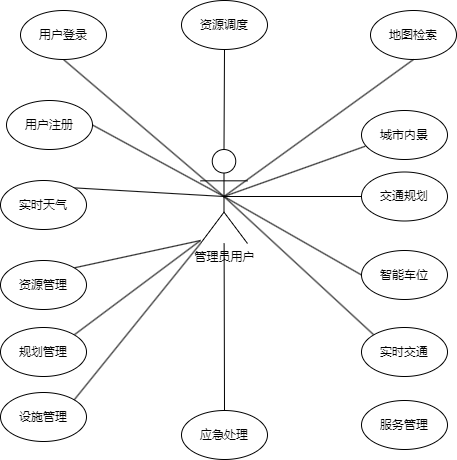 用户登录
资源调度
地图检索
用户注册
城市内景
实时天气
交通规划
管理员用户
资源管理
智能车位
规划管理
实时交通
设施管理
应急处理
服务管理